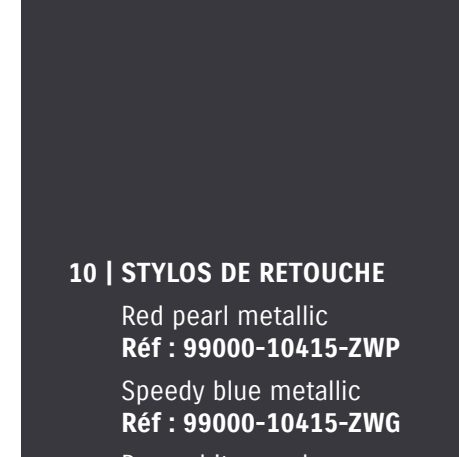 10 | STYLOS DE RETOUCHE
Red pearl metallic
Réf : 99000-10415-ZWP
Speedy blue metallic
Réf : 99000-10415-ZWG